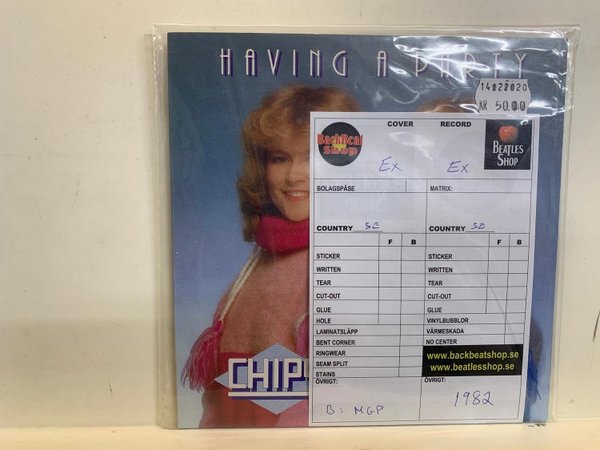 HAVING A PARTY
14022020
KR 50.00
BackBeat Shop
COVER RECORD
BEATLES SHOP
Ex Ex
BOLAGSPÅSE MATRIX:
COUNTRY SE COUNTRY SE
F B F B
STICKER STICKER
WRITTEN WRITTEN
TEAR TEAR
CUT-OUT CUT-OUT
GLUE GLUE
HOLE VINYLBUBBLOR
LAMINATSLÄPP VÄRMESKADA
BENT CORNER NO CENTER
RINGWEAR
SEAM SPLIT
STAINS
www.backbeatshop.se
www.beatlesshop.se
ÖVRIGT: ÖVRIGT:
B: MGP 1982
CHIP